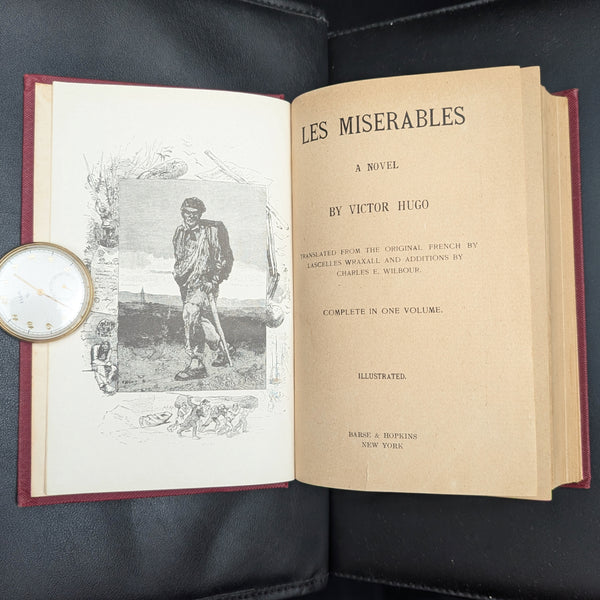 LES MISERABLES
A NOVEL
BY VICTOR HUGO
TRANSLATED FROM THE ORIGINAL FRENCH BY
LASCELLES WRAXALL AND ADDITIONS BY
CHARLES E. WILBOUR.
COMPLETE IN ONE VOLUME.
ILLUSTRATED.
BARSE & HOPKINS
NEW YORK